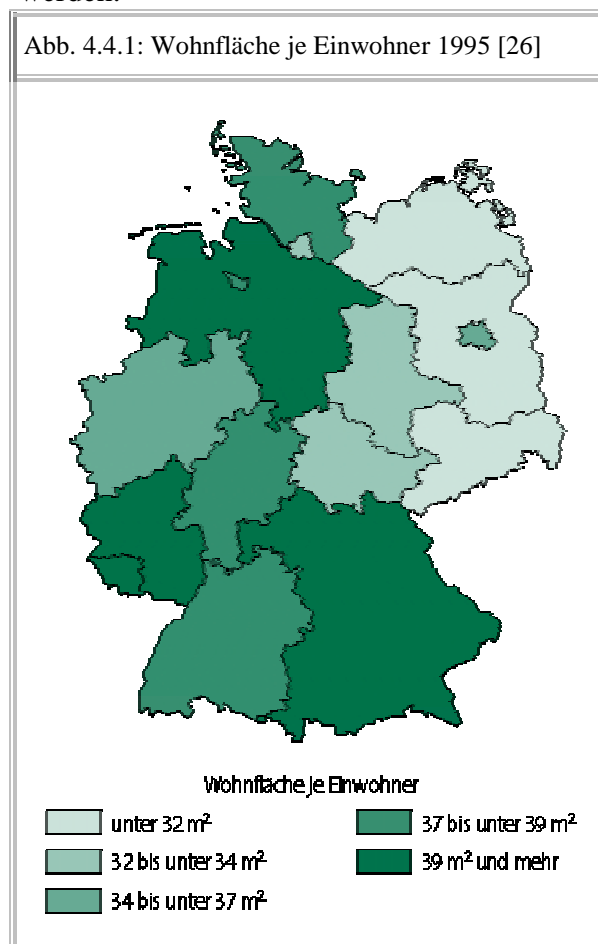 werden.
Abb. 4.4.1: Wohnfläche je Einwohner 1995 [26]
Wohnfläche je Einwohner
unter 32 m²
32 bis unter 34 m²
34 bis unter 37 m²
37 bis unter 39 m²
39 m² und mehr